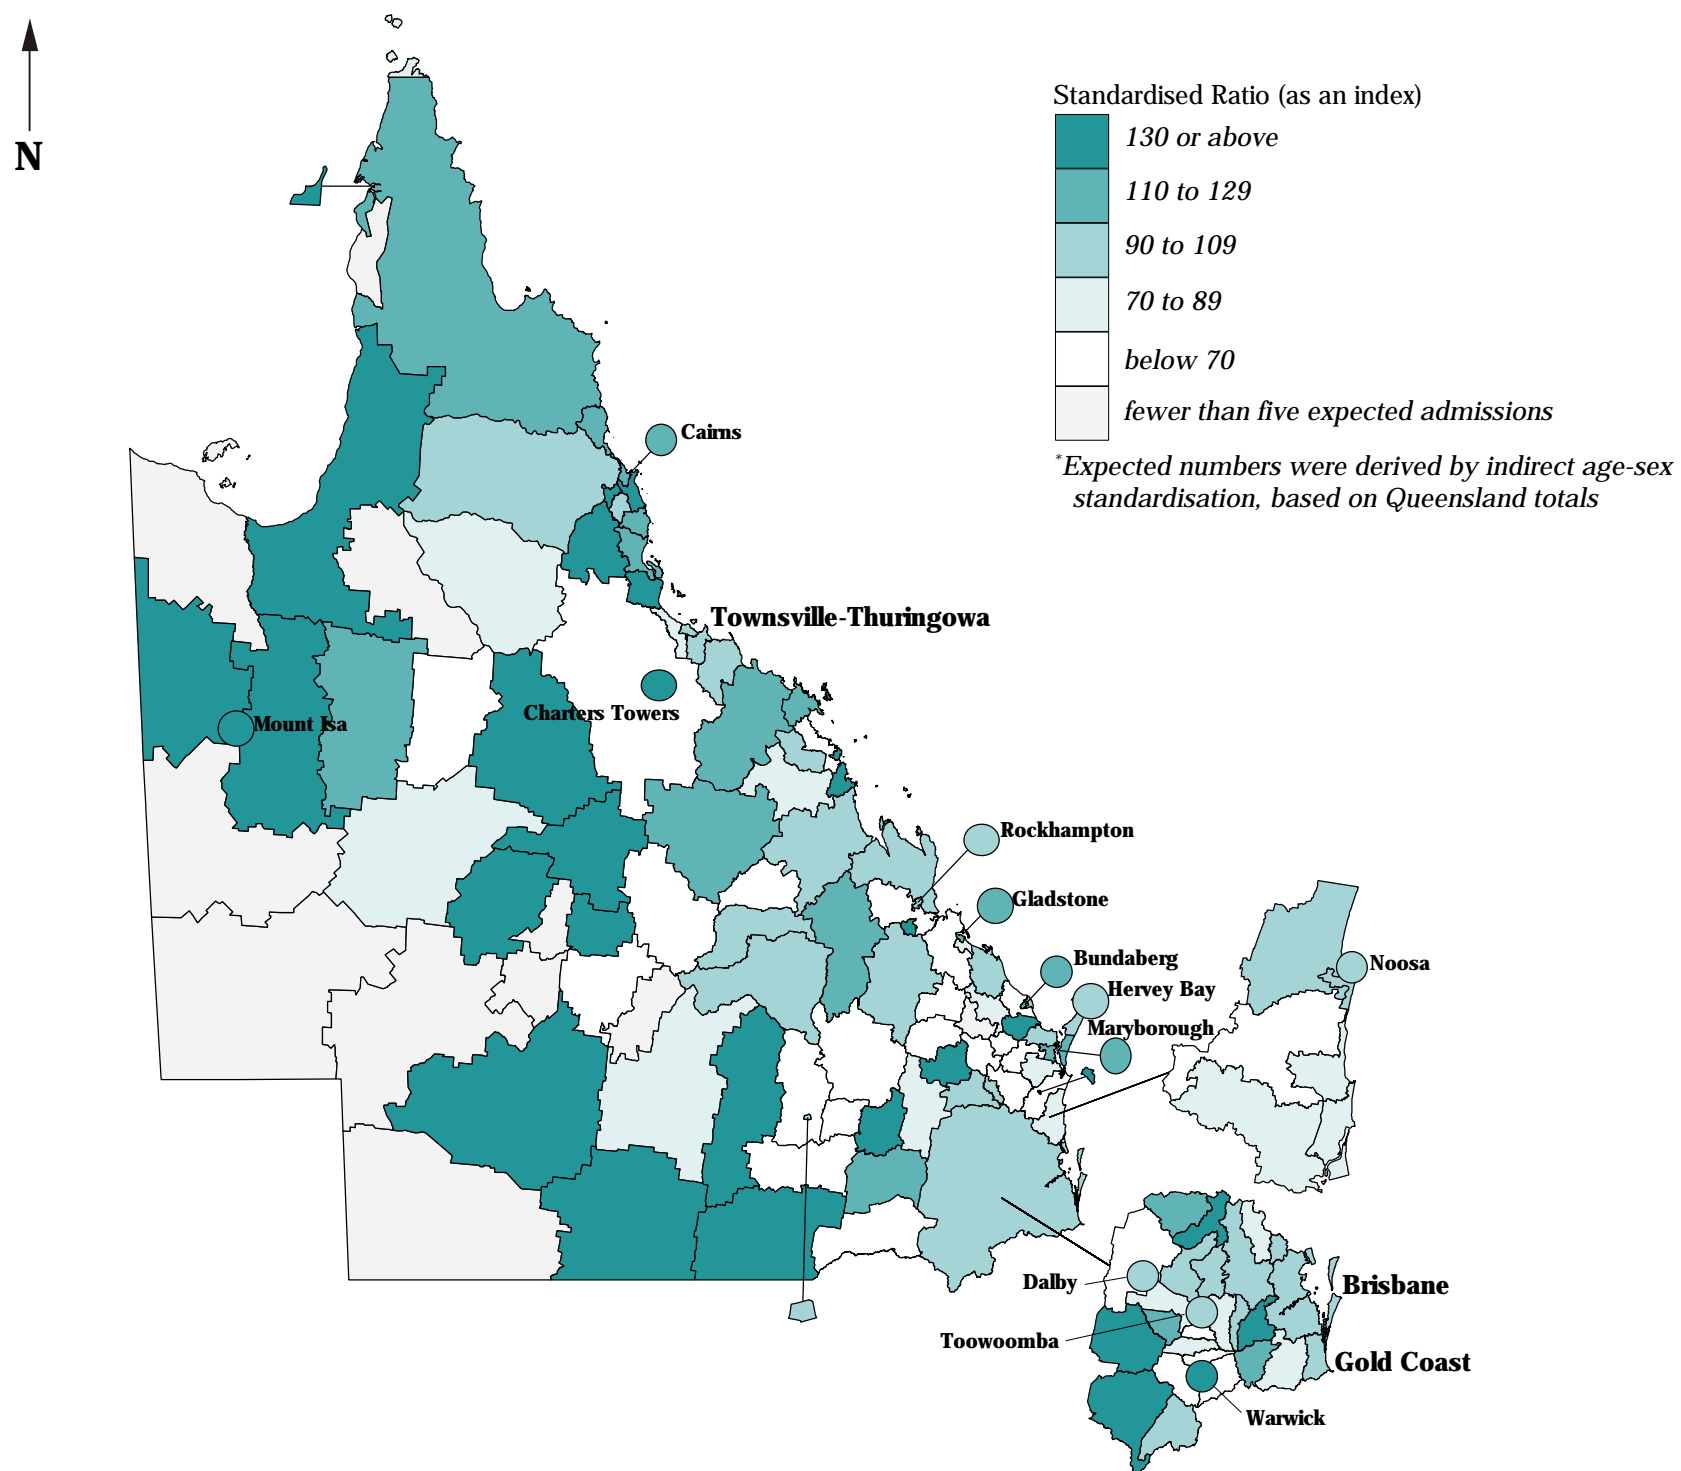 N
Standardised Ratio (as an index)
130 or above
110 to 129
90 to 109
70 to 89
below 70
fewer than five expected admissions
*Expected numbers were derived by indirect age-sex
standardisation, based on Queensland totals
Cairns
Townsville-Thuringowa
Charters Towers
Mount Isa
Rockhampton
Gladstone
Bundaberg
Noosa
Hervey Bay
Maryborough
Dalby
Brisbane
Toowoomba
Gold Coast
Warwick